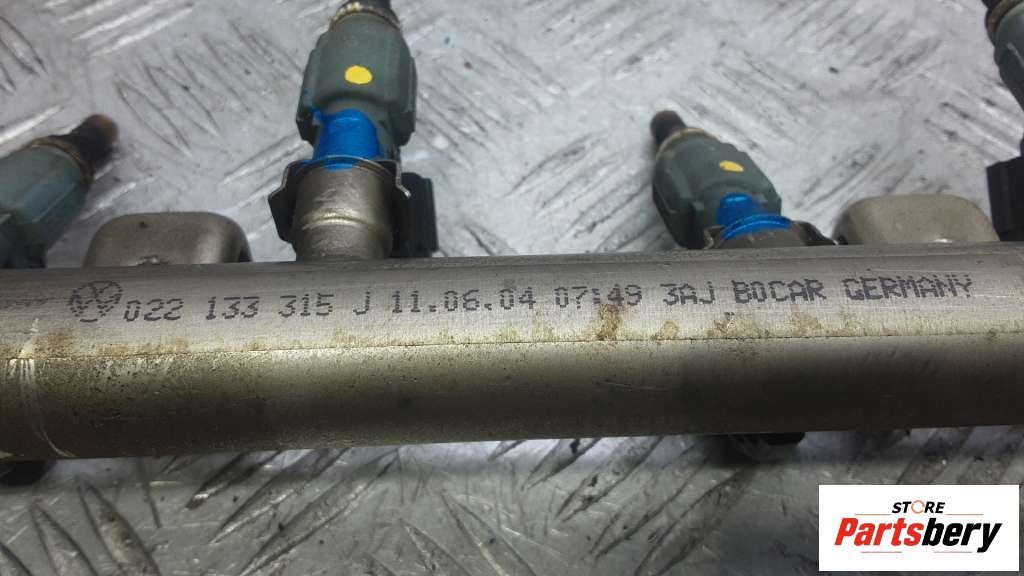 022 133 315 J 11.06.04 07:49 3AJ BOCAR GERMANY
STORE
Partsbery